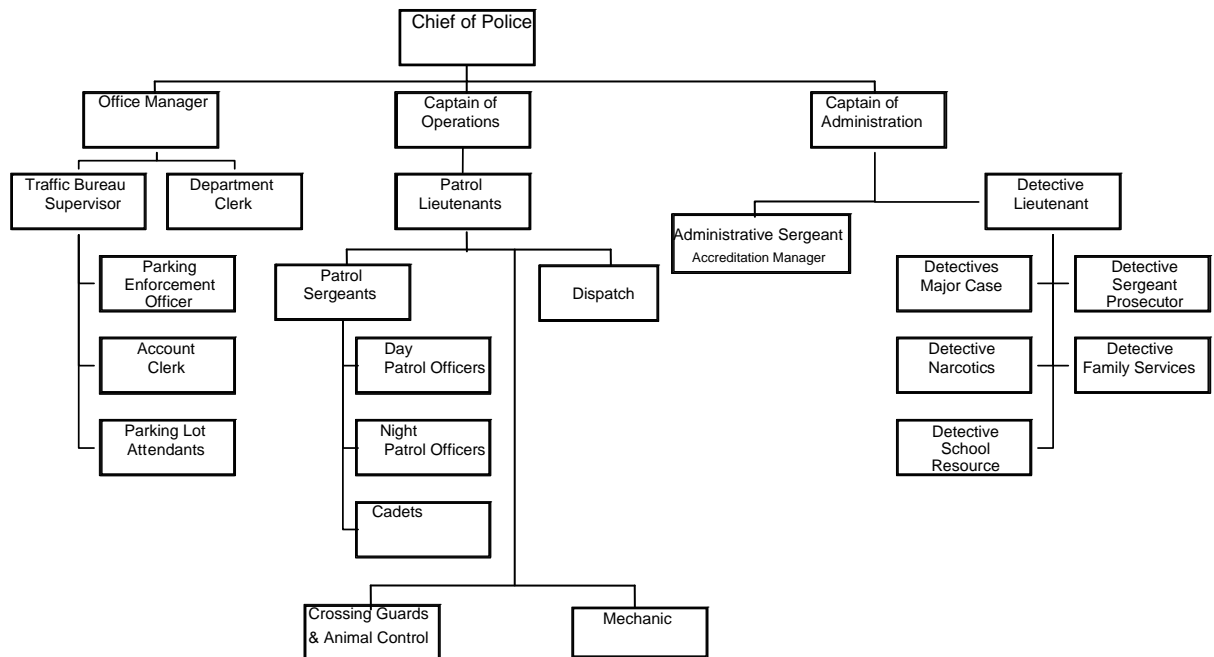 Chief of Police
Office Manager
Captain of
Operations
Captain of
Administration
Traffic Bureau
Supervisor
Department
Clerk
Patrol
Lieutenants
Detective
Lieutenant
Administrative Sergeant
Accreditation Manager
Parking
Enforcement
Officer
Patrol
Sergeants
Dispatch
Detectives
Major Case
Detective
Sergeant
Prosecutor
Account
Clerk
Day
Patrol Officers
Detective
Narcotics
Detective
Family Services
Parking Lot
Attendants
Night
Patrol Officers
Detective
School
Resource
Cadets
Crossing Guards
& Animal Control
Mechanic